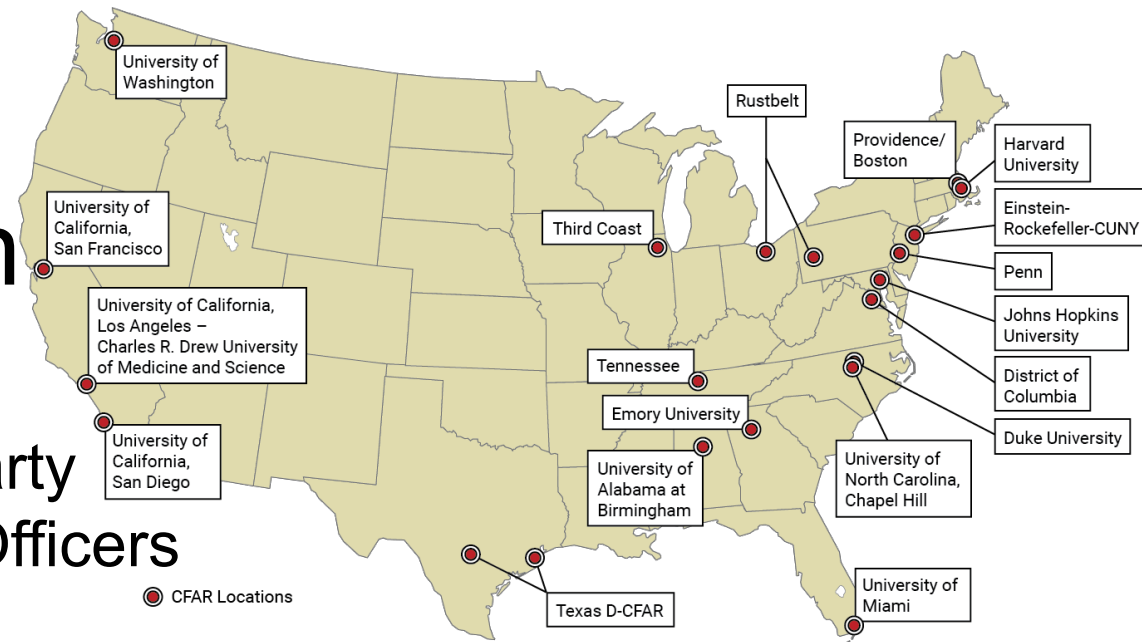 University of
Washington
Rustbelt
Providence/
Boston
Harvard
University
University of
California,
San Francisco
Third Coast
Einstein-
Rockefeller-CUNY
Penn
University of California,
Los Angeles –
Charles R. Drew University
of Medicine and Science
Johns Hopkins
University
Tennessee
District of
Columbia
Emory University
Duke University
University of
California,
San Diego
University of
Alabama at
Birmingham
University of
North Carolina,
Chapel Hill
arty
Officers
CFAR Locations
Texas D-CFAR
University of
Miami